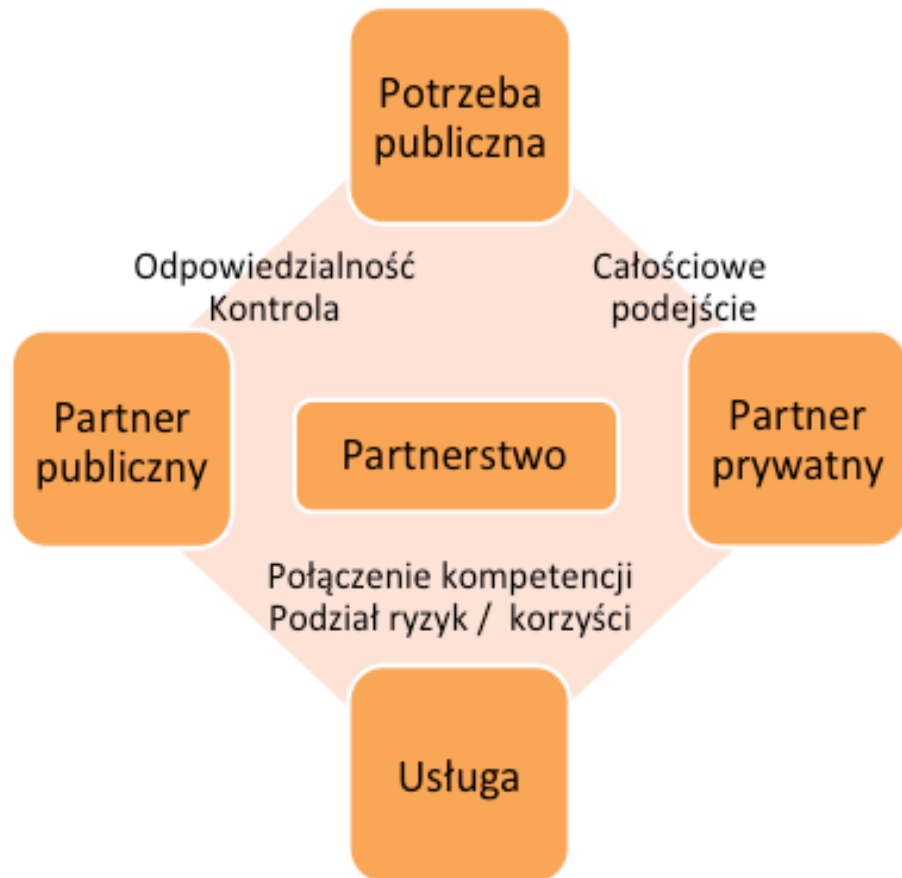 Potrzeba
publiczna
Odpowiedzialność
Kontrola
Całościowe
podejście
Partner
publiczny
Partnerstwo
Partner
prywatny
Połączenie kompetencji
Podział ryzyk /  korzyści
Usługa